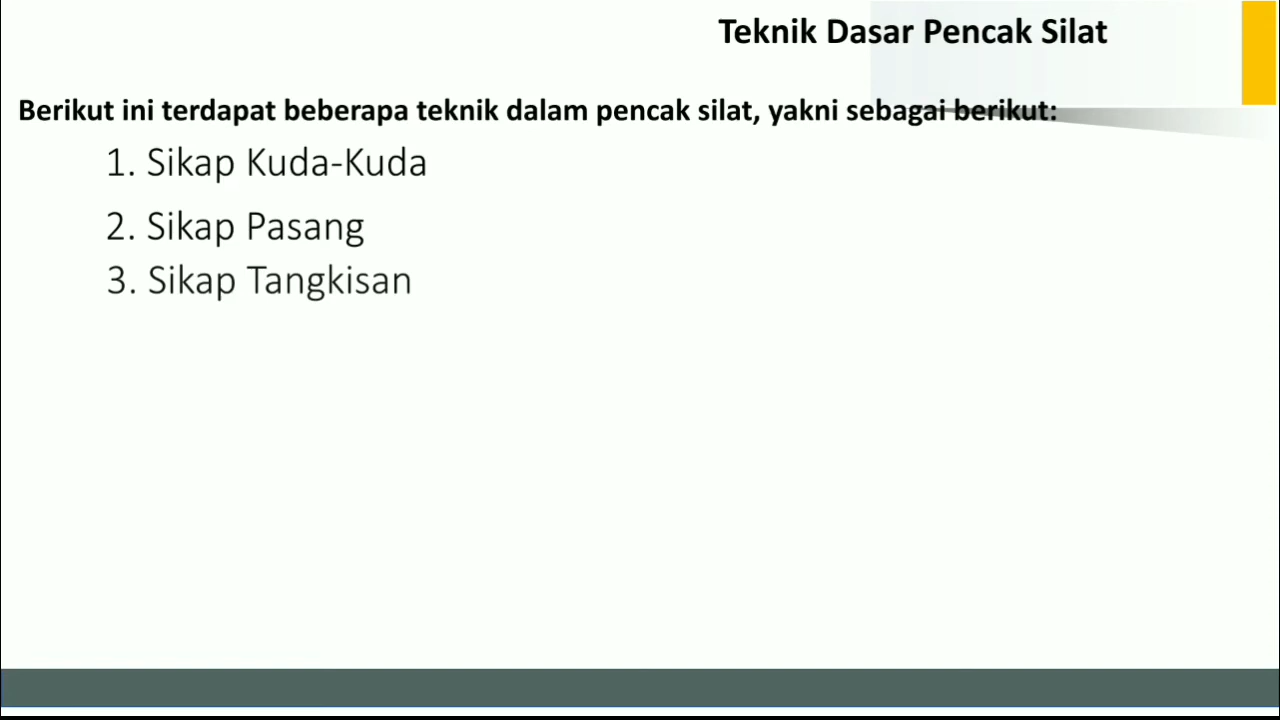 Teknik Dasar Pencak Silat
Berikut ini terdapat beberapa teknik dalam pencak silat, yakni sebagai berikut:
1. Sikap Kuda-Kuda
2. Sikap Pasang
3. Sikap Tangkisan